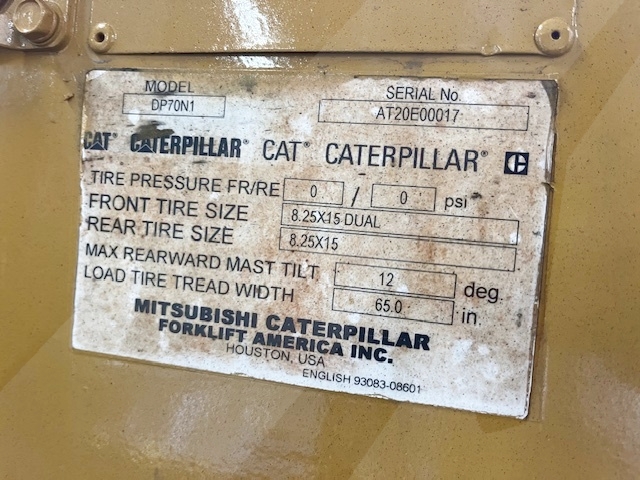 MODEL
DP70N1
SERIAL No.
AT20E00017
CAT® CATERPILLAR® CAT® CATERPILLAR® C
TIRE PRESSURE FR/RE 0 / 0 psi
FRONT TIRE SIZE 8.25X15 DUAL
REAR TIRE SIZE 8.25X15
MAX REARWARD MAST TILT 12 deg.
LOAD TIRE TREAD WIDTH 65.0 in.
MITSUBISHI CATERPILLAR
FORKLIFT AMERICA INC.
HOUSTON, USA
ENGLISH 93083-08601